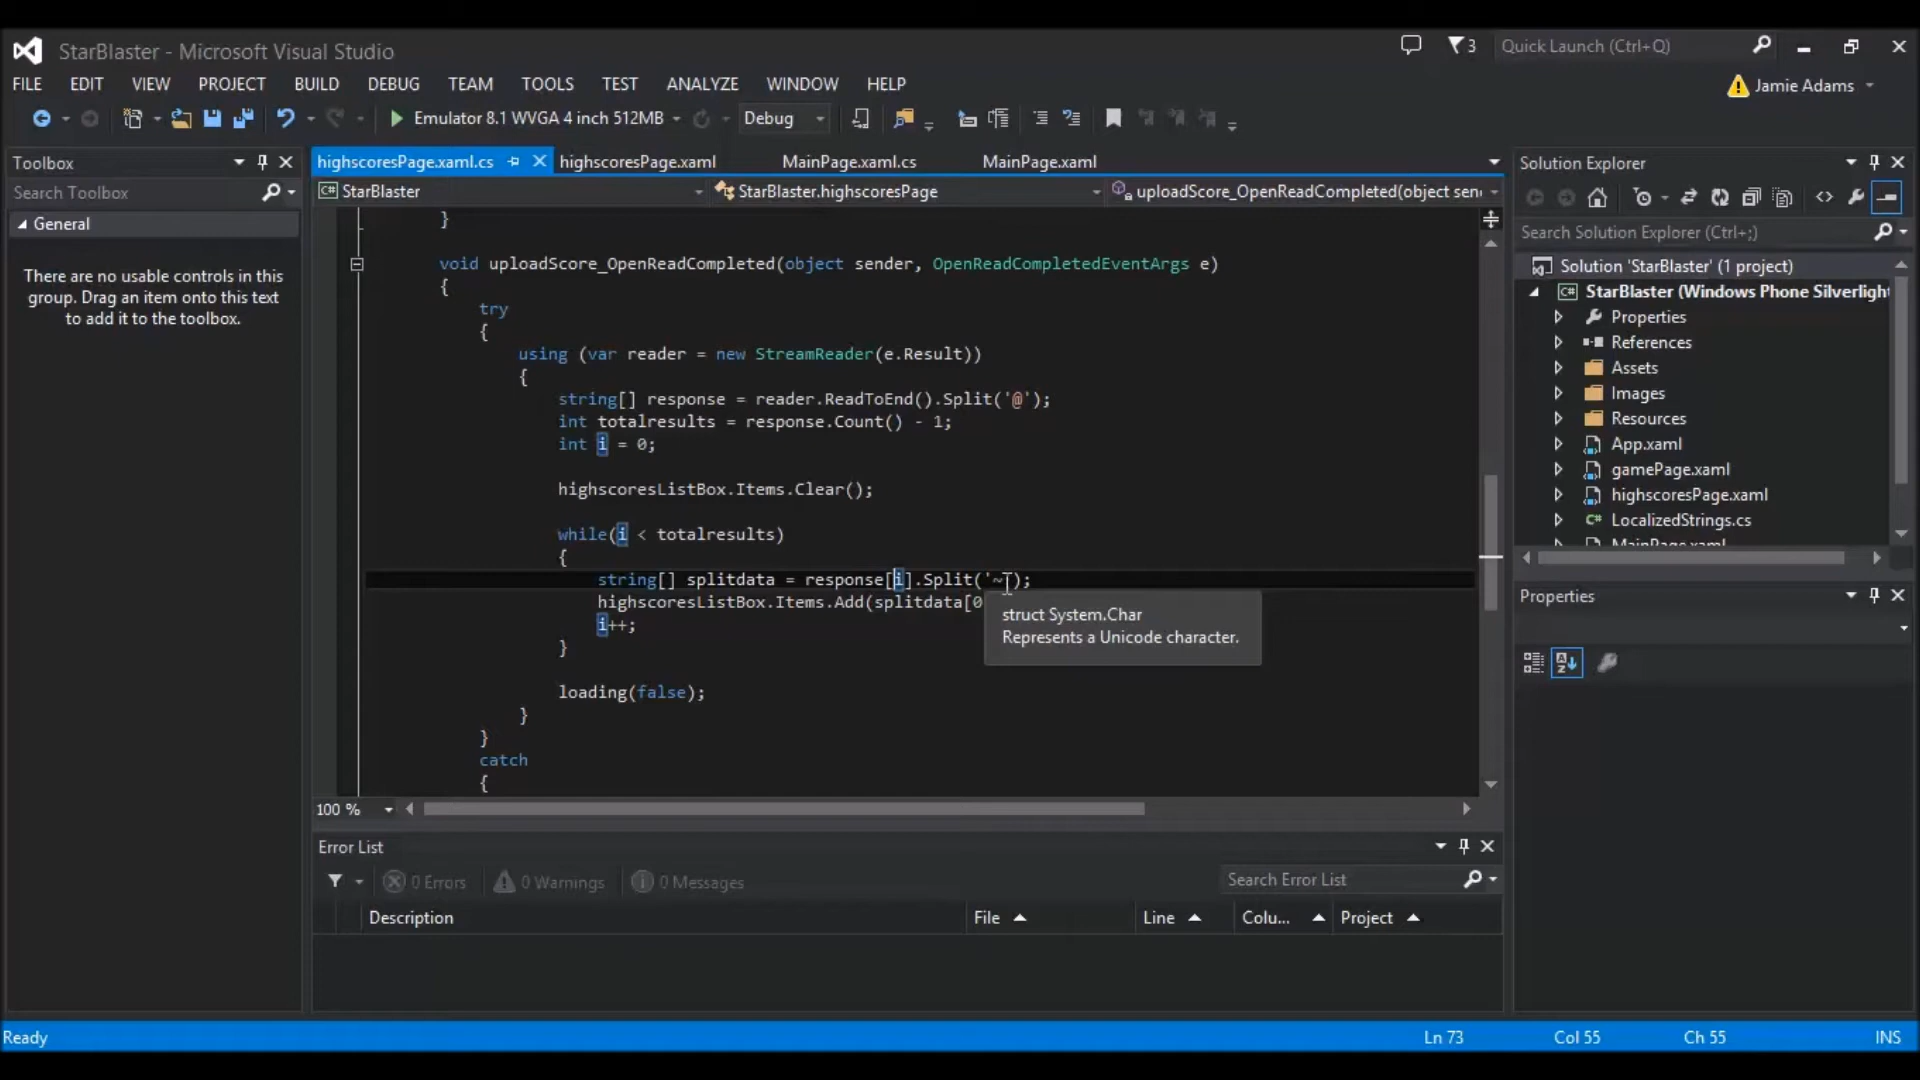 StarBlaster - Microsoft Visual Studio
3
Quick Launch (Ctrl+Q)
FILE EDIT VIEW PROJECT BUILD DEBUG TEAM TOOLS TEST ANALYZE WINDOW HELP
Jamie Adams
Emulator 8.1 WVGA 4 inch 512MB
Debug
Toolbox
Search Toolbox
General
There are no usable controls in this
group. Drag an item onto this text
to add it to the toolbox.
highscoresPage.xaml.cs highscoresPage.xaml MainPage.xaml.cs MainPage.xaml
StarBlaster StarBlaster.highscoresPage uploadScore_OpenReadCompleted(object sen
}
void uploadScore_OpenReadCompleted(object sender, OpenReadCompletedEventArgs e)
{
try
{
using (var reader = new StreamReader(e.Result))
{
string[] response = reader.ReadToEnd().Split('@');
int totalresults = response.Count() - 1;
int i = 0;
highscoresListBox.Items.Clear();
while(i < totalresults)
{
string[] splitdata = response[i].Split('~');
highscoresListBox.Items.Add(splitdata[0
i++;
}
struct System.Char
Represents a Unicode character.
loading(false);
}
}
catch
{
100 %
Error List
0 Errors 0 Warnings 0 Messages
Search Error List
Description File Line Colu... Project
Solution Explorer
Search Solution Explorer (Ctrl+;)
Solution 'StarBlaster' (1 project)
StarBlaster (Windows Phone Silverligh
Properties
References
Assets
Images
Resources
App.xaml
gamePage.xaml
highscoresPage.xaml
LocalizedStrings.cs
MainPage.xaml
Properties
Ready
Ln 73 Col 55 Ch 55 INS